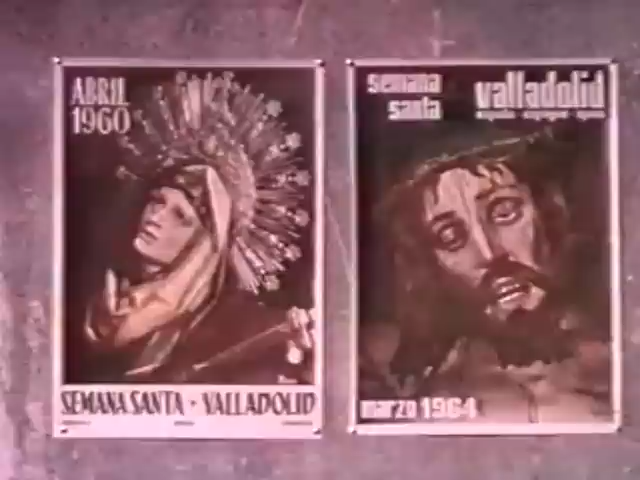 ABRIL
1960
SEMANA SANTA - VALLADOLID
semana
santa
valladolid
marzo 1964